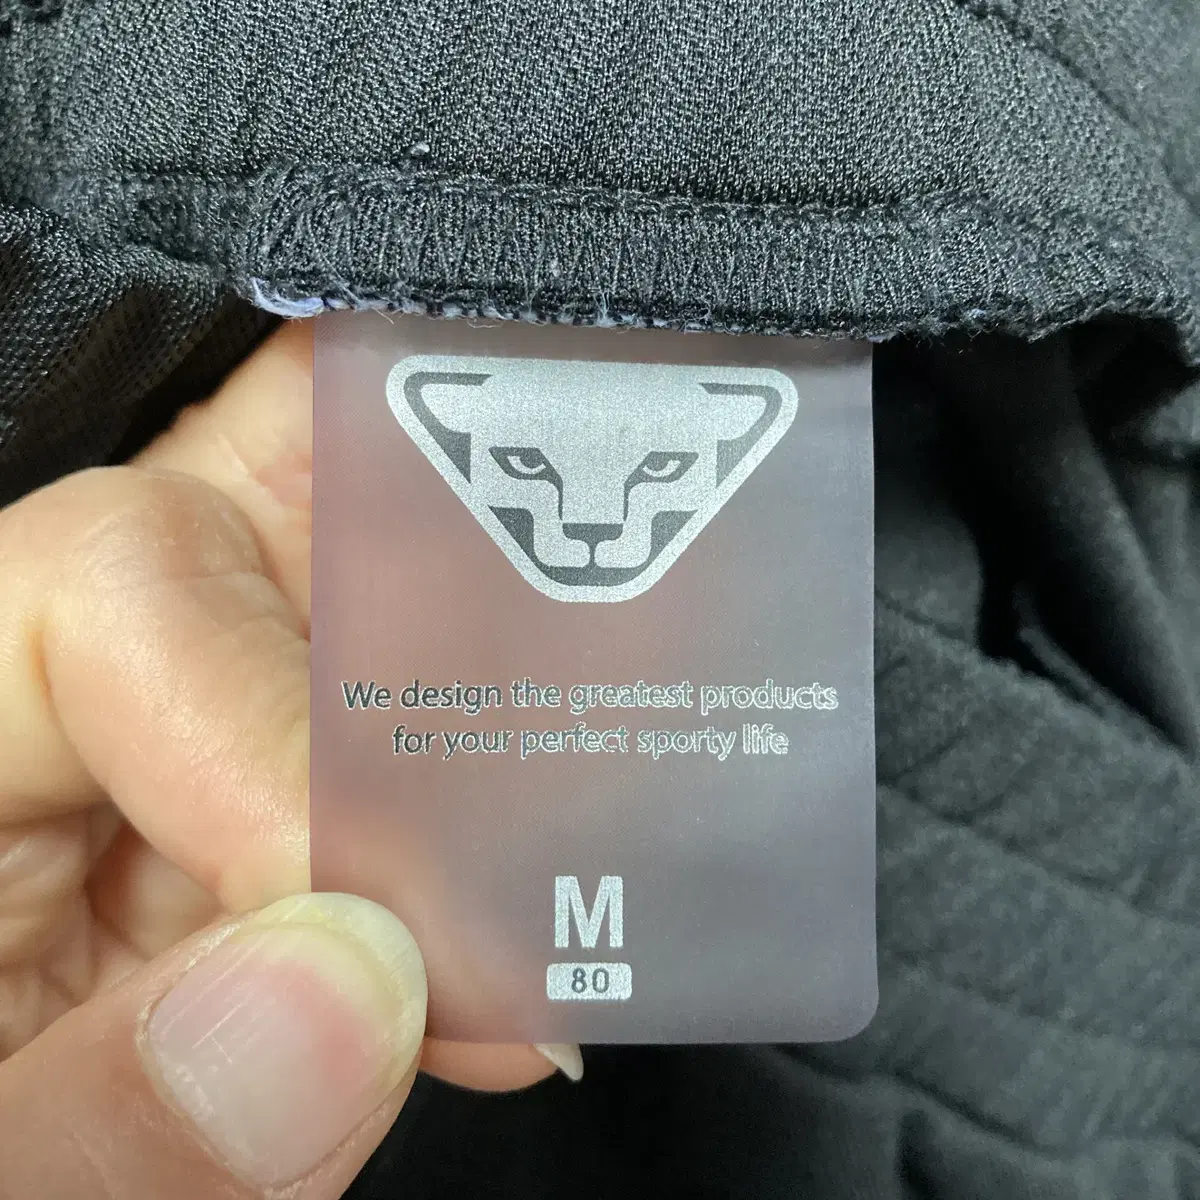 We design the greatest products
for your perfect sporty life
M
80